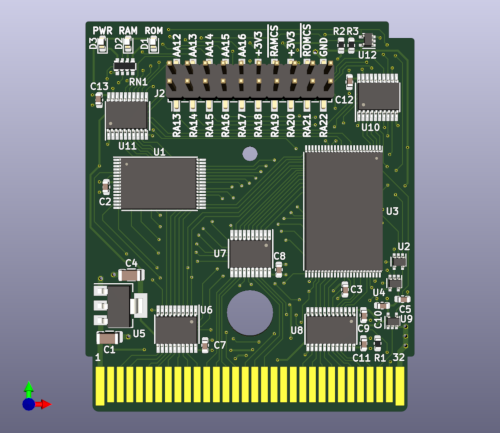 PWR RAM ROM
D3 D2 D1
AA12 AA13 AA14 AA15 AA16 +3V3 RAMCS +3V3 ROMCS GND
R2 R3
U12
RN1
C13
J2
C12
U10
RA13 RA14 RA15 RA16 RA17 RA18 RA19 RA20 RA21 RA22
U11
U1
C2
U3
U7
C8
U2
C4
C3
U4
C5
U6
C10
C9
U9
U5
U8
C1
C7
C11 R1
1
32